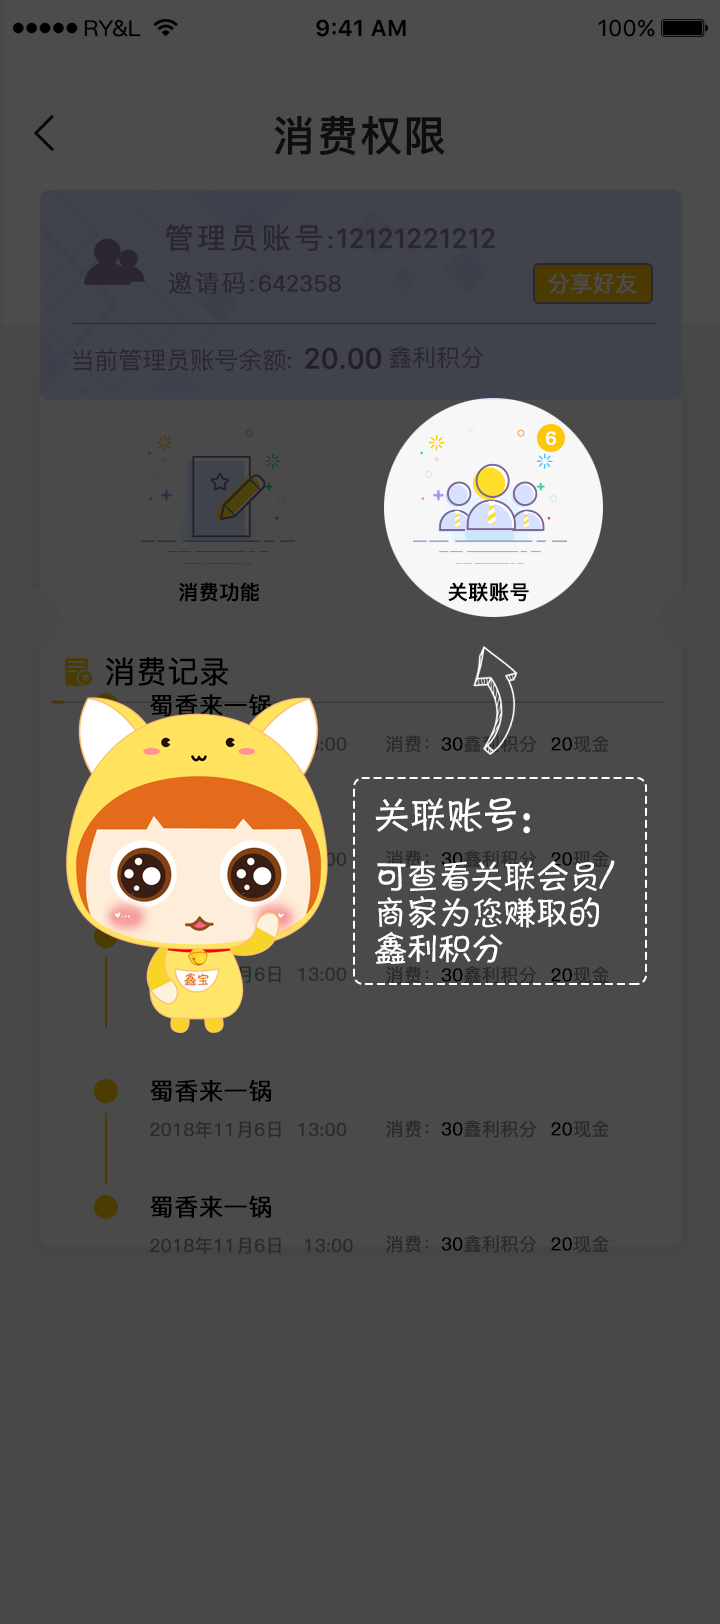 RY&L 9:41 AM 100%
消费权限
管理员账号:12121221212
邀请码:642358
分享好友
当前管理员账号余额: 20.00 鑫利积分
6
消费功能
关联账号
消费记录
蜀香来一锅
:00 消费: 30鑫利积分 20现金
关联账号:
00 消费: 30鑫利积分 20现金
可查看关联会员/
商家为您赚取的
鑫利积分
月6日 13:00 消费: 30鑫利积分 20现金
鑫宝
蜀香来一锅
2018年11月6日 13:00 消费: 30鑫利积分 20现金
蜀香来一锅
2018年11月6日 13:00 消费: 30鑫利积分 20现金